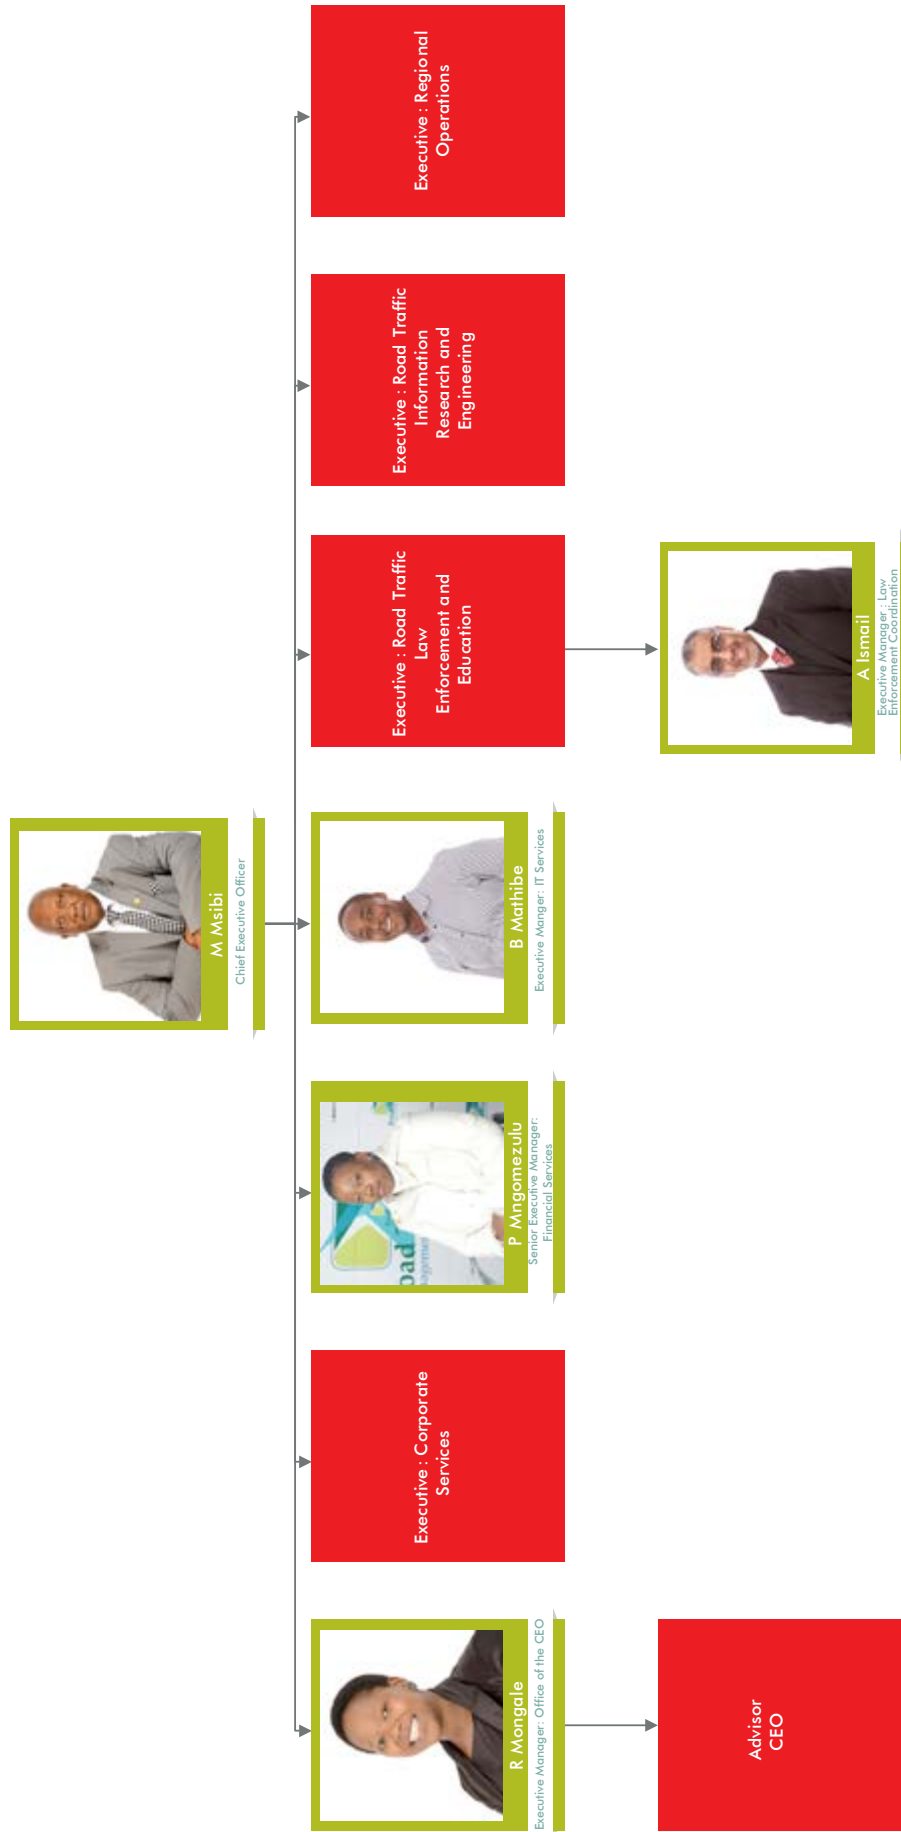 M Msibi
Chief Executive Officer
R Mongale
Executive Manager: Office of the CEO
Executive : Corporate
Services
oad
P Mngomezulu
Senior Executive Manager:
Financial Services
B Mathibe
Executive Manger: IT Services
Executive : Road Traffic
Law
Enforcement and
Education
Executive : Road Traffic
Information
Research and
Engineering
Executive : Regional
Operations
Advisor
CEO
A Ismail
Executive Manager : Law
Enforcement Coordination